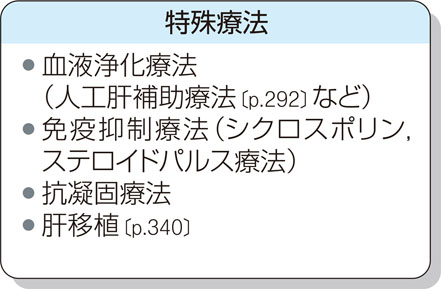 特殊療法
● 血液浄化療法
（人工肝補助療法〔p.292〕など）
● 免疫抑制療法（シクロスポリン，
ステロイドパルス療法）
● 抗凝固療法
● 肝移植〔p.340〕